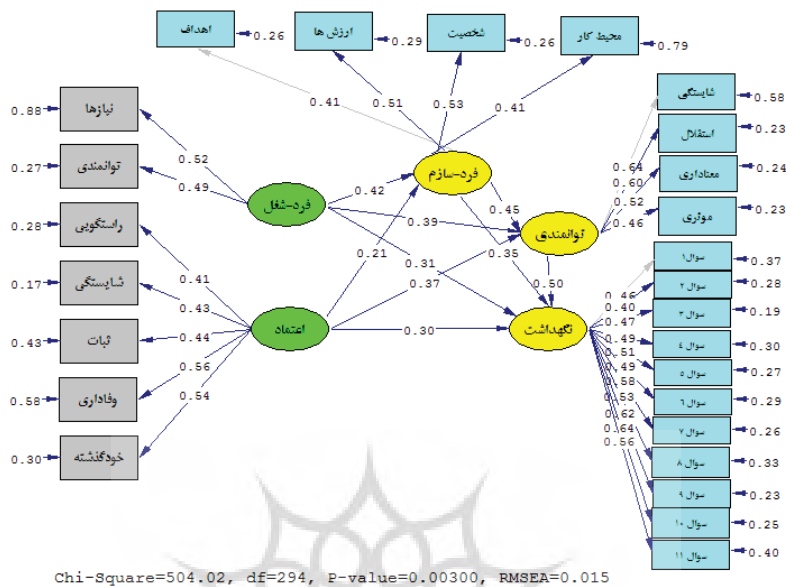 اهداف
0.26
ارزش ها
0.29
شخصیت
0.26
محیط کار
0.79
0.41
0.51
0.53
0.41
0.88
نیازها
0.27
توانمندی
0.28
راستگویی
0.17
شایستگی
0.43
ثبات
0.58
وفاداری
0.30
خودگذشته
0.52
0.49
0.41
0.43
0.44
0.56
0.54
فرد-شغل
اعتماد
فرد-سازم
توانمندی
نگهداشت
0.42
0.39
0.31
0.21
0.37
0.30
0.45
0.35
0.50
شایستگی
0.58
استقلال
0.23
معناداری
0.24
موثری
0.23
0.64
0.60
0.52
0.46
سوال۱
0.37
سوال ۲
0.28
سوال ۳
0.19
سوال ٤
0.30
سوال ٥
0.27
سوال ٦
0.29
سوال ۷
0.26
سوال ۸
0.33
سوال ۹
0.23
سوال ۱۰
0.25
سوال ۱۱
0.40
0.46
0.40
0.47
0.49
0.51
0.49
0.58
0.53
0.62
0.64
0.56
Chi-Square=504.02, df=294, P-value=0.00300, RMSEA=0.015